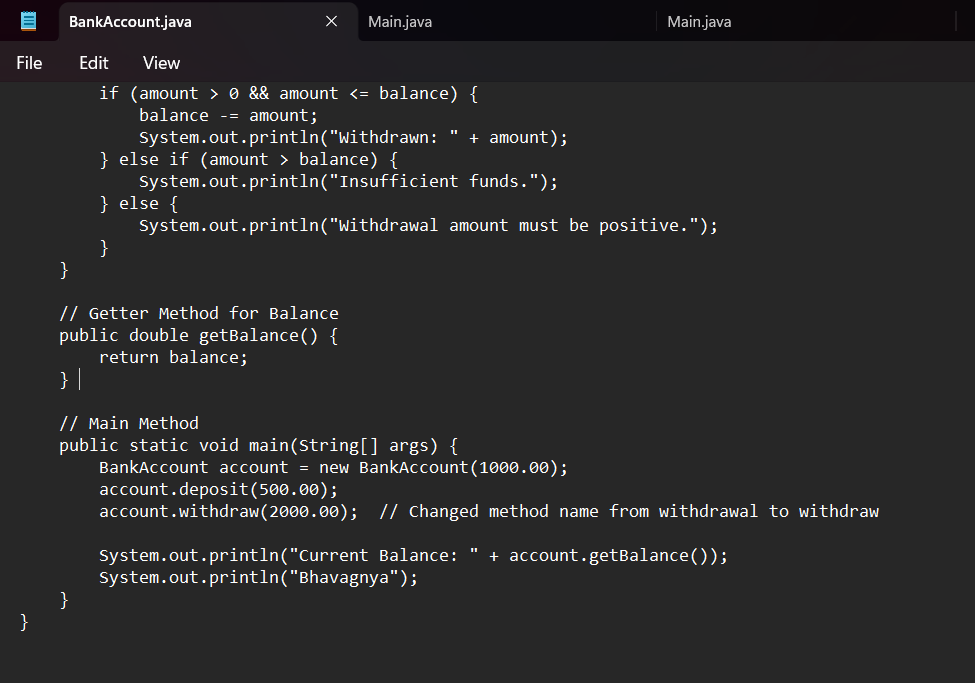 BankAccount.java
Main.java
Main.java
File
Edit
View
        if (amount > 0 && amount <= balance) {
            balance -= amount;
            System.out.println("Withdrawn: " + amount);
        } else if (amount > balance) {
            System.out.println("Insufficient funds.");
        } else {
            System.out.println("Withdrawal amount must be positive.");
        }
    }

    // Getter Method for Balance
    public double getBalance() {
        return balance;
    }

    // Main Method
    public static void main(String[] args) {
        BankAccount account = new BankAccount(1000.00);
        account.deposit(500.00);
        account.withdraw(2000.00);  // Changed method name from withdrawal to withdraw

        System.out.println("Current Balance: " + account.getBalance());
        System.out.println("Bhavagnya");
    }
}